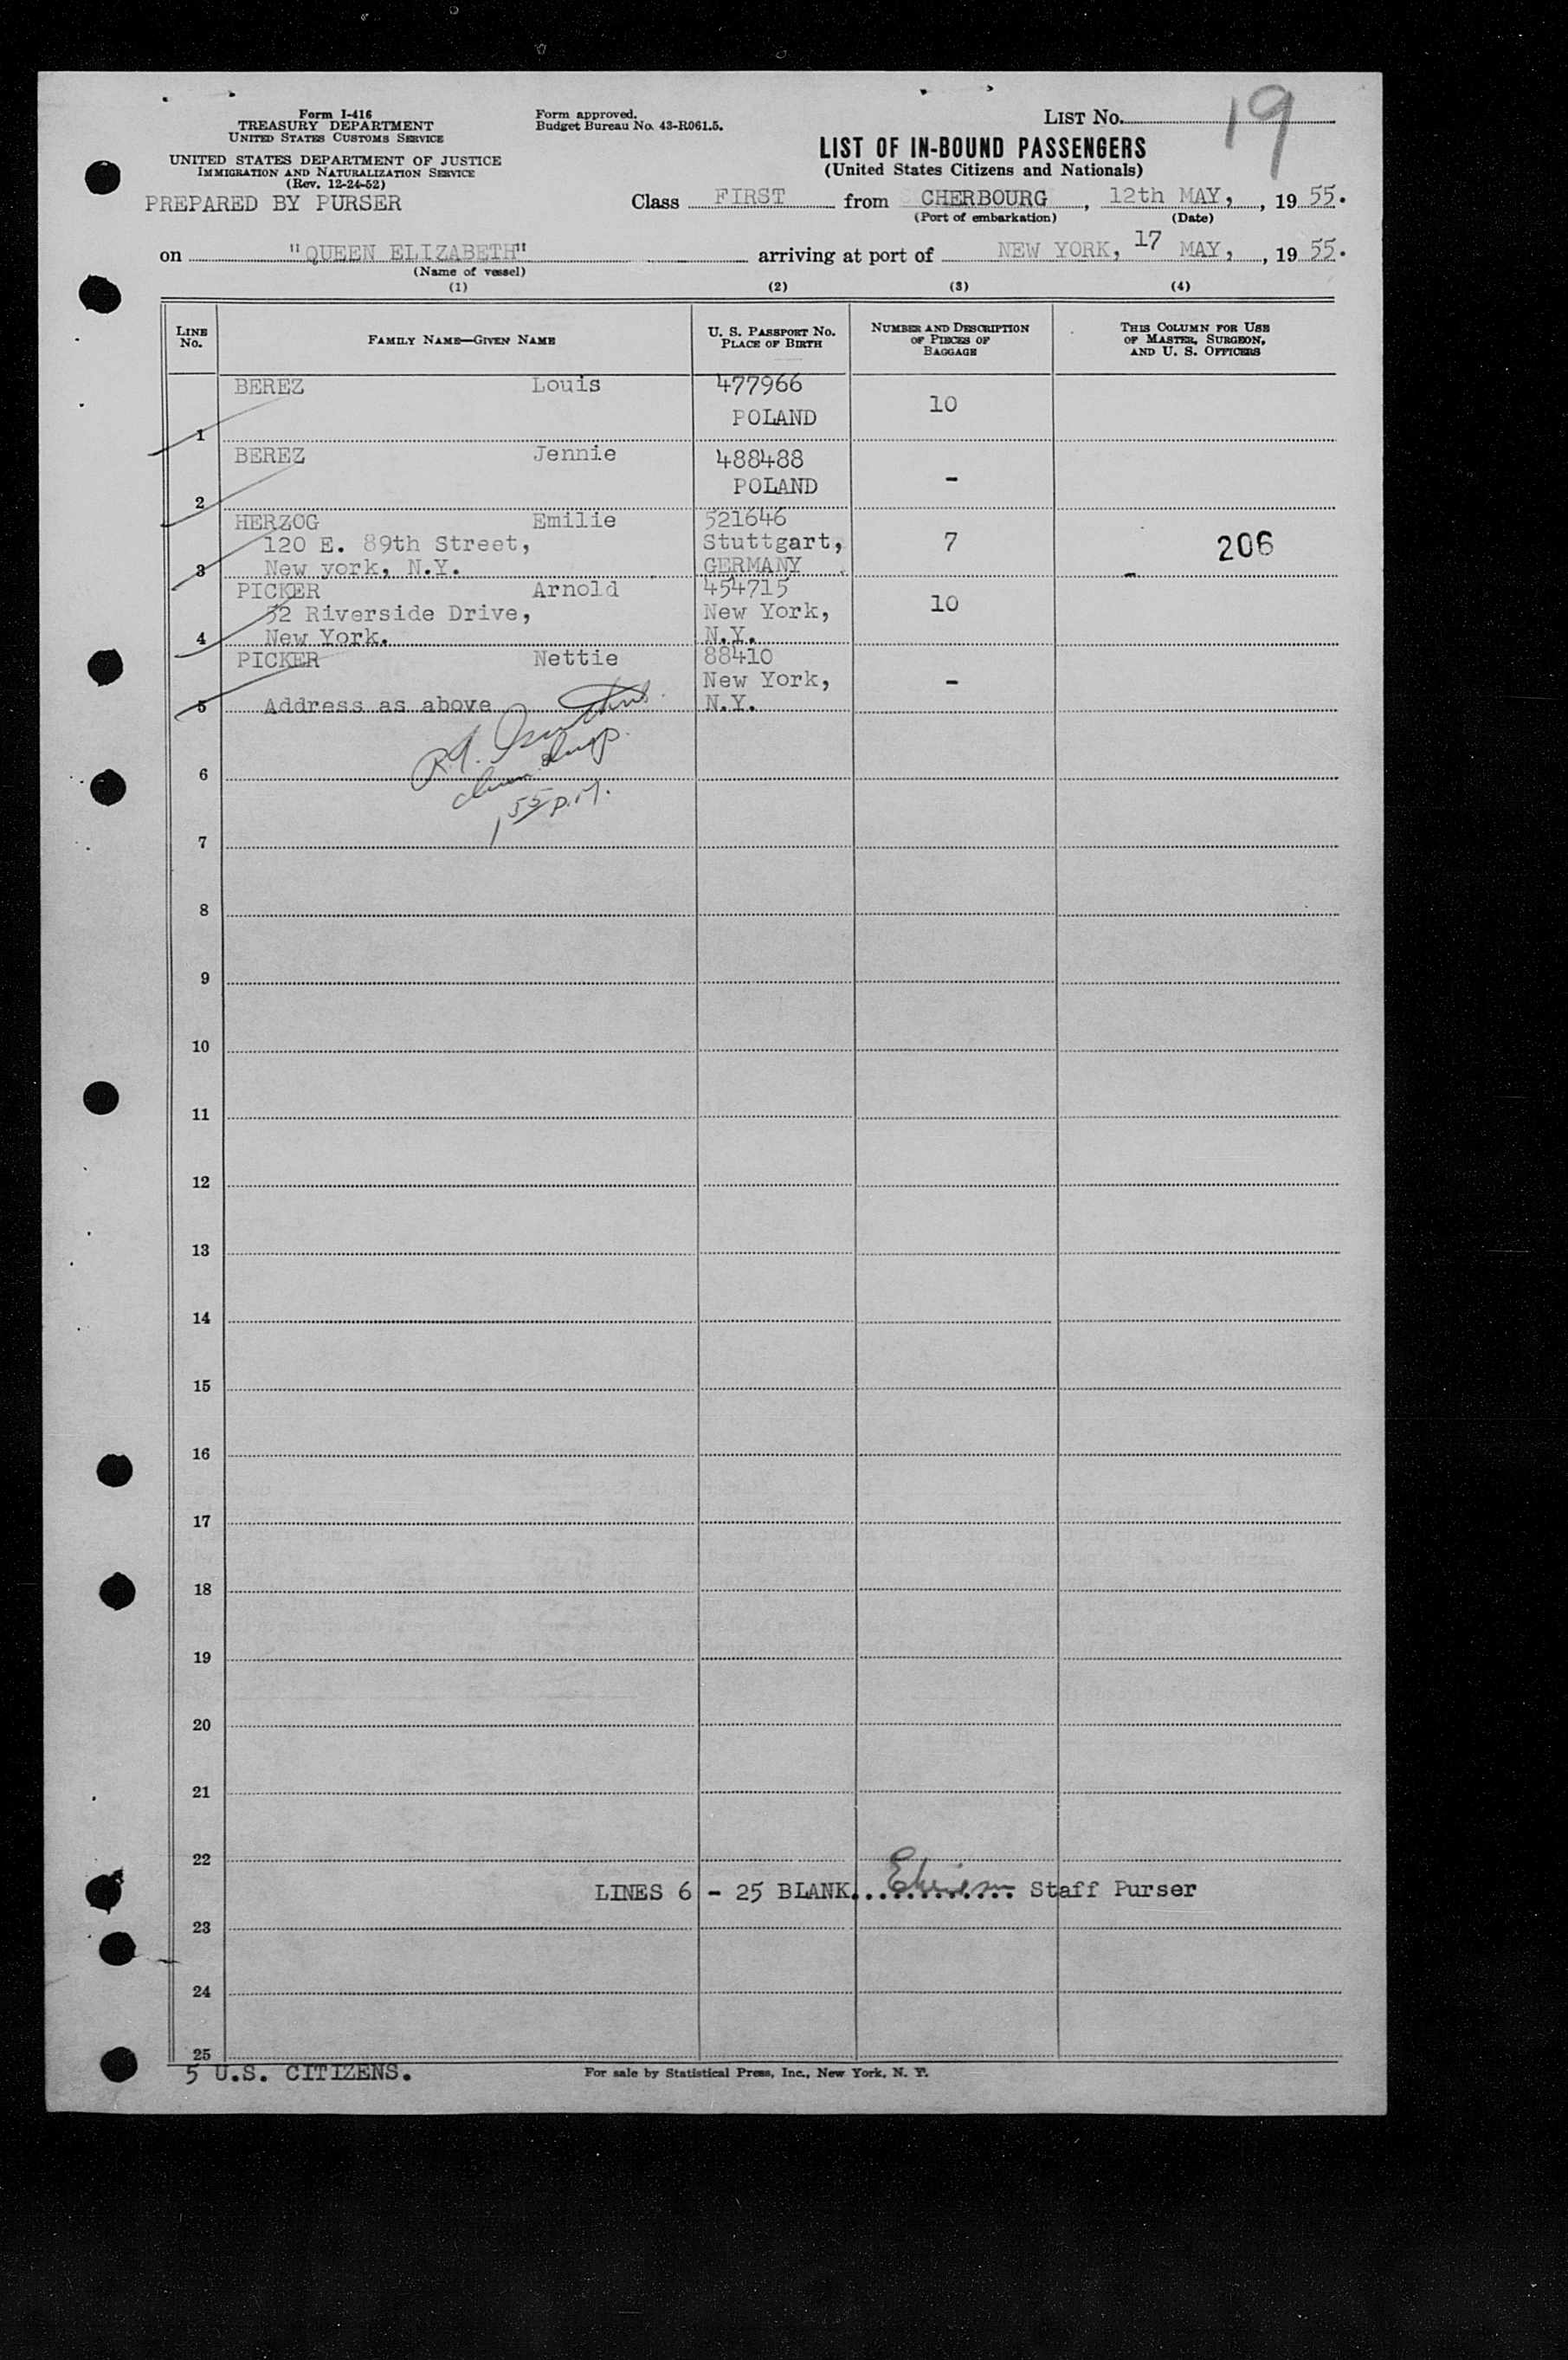 Form I-416
TREASURY DEPARTMENT
UNITED STATES CUSTOMS SERVICE
UNITED STATES DEPARTMENT OF JUSTICE
IMMIGRATION AND NATURALIZATION SERVICE
(Rev. 12-24-52)
PREPARED BY PURSER
Form approved.
Budget Bureau No. 43-R061.5.
LIST No. 19
LIST OF IN-BOUND PASSENGERS
(United States Citizens and Nationals)
Class FIRST from CHERBOURG, 12th MAY, , 19 55.
(Port of embarkation) (Date)
on "QUEEN ELIZABETH" arriving at port of NEW YORK, 17 MAY, , 19 55.
(Name of vessel)
(1) (2) (3) (4)
LINE No. FAMILY NAME—GIVEN NAME U. S. PASSPORT No. PLACE OF BIRTH NUMBER AND DESCRIPTION OF PIECES OF BAGGAGE THIS COLUMN FOR USE OF MASTER, SURGEON, AND U. S. OFFICERS
BEREZ Louis 477966
POLAND 10
1
BEREZ Jennie 488488
POLAND -
2
HERZOG Emilie 521646
120 E. 89th Street, Stuttgart, 7 206
3 New york, N.Y. GERMANY
PICKER Arnold 454715
52 Riverside Drive, New York, 10
4 New York. N.Y.
PICKER Nettie 88410
New York, -
5 Address as above N.Y.
6
1 55 p.M.
7
8
9
10
11
12
13
14
15
16
17
18
19
20
21
22
LINES 6 - 25 BLANK. Staff Purser
23
24
25
5 U.S. CITIZENS.
For sale by Statistical Press, Inc., New York, N. Y.